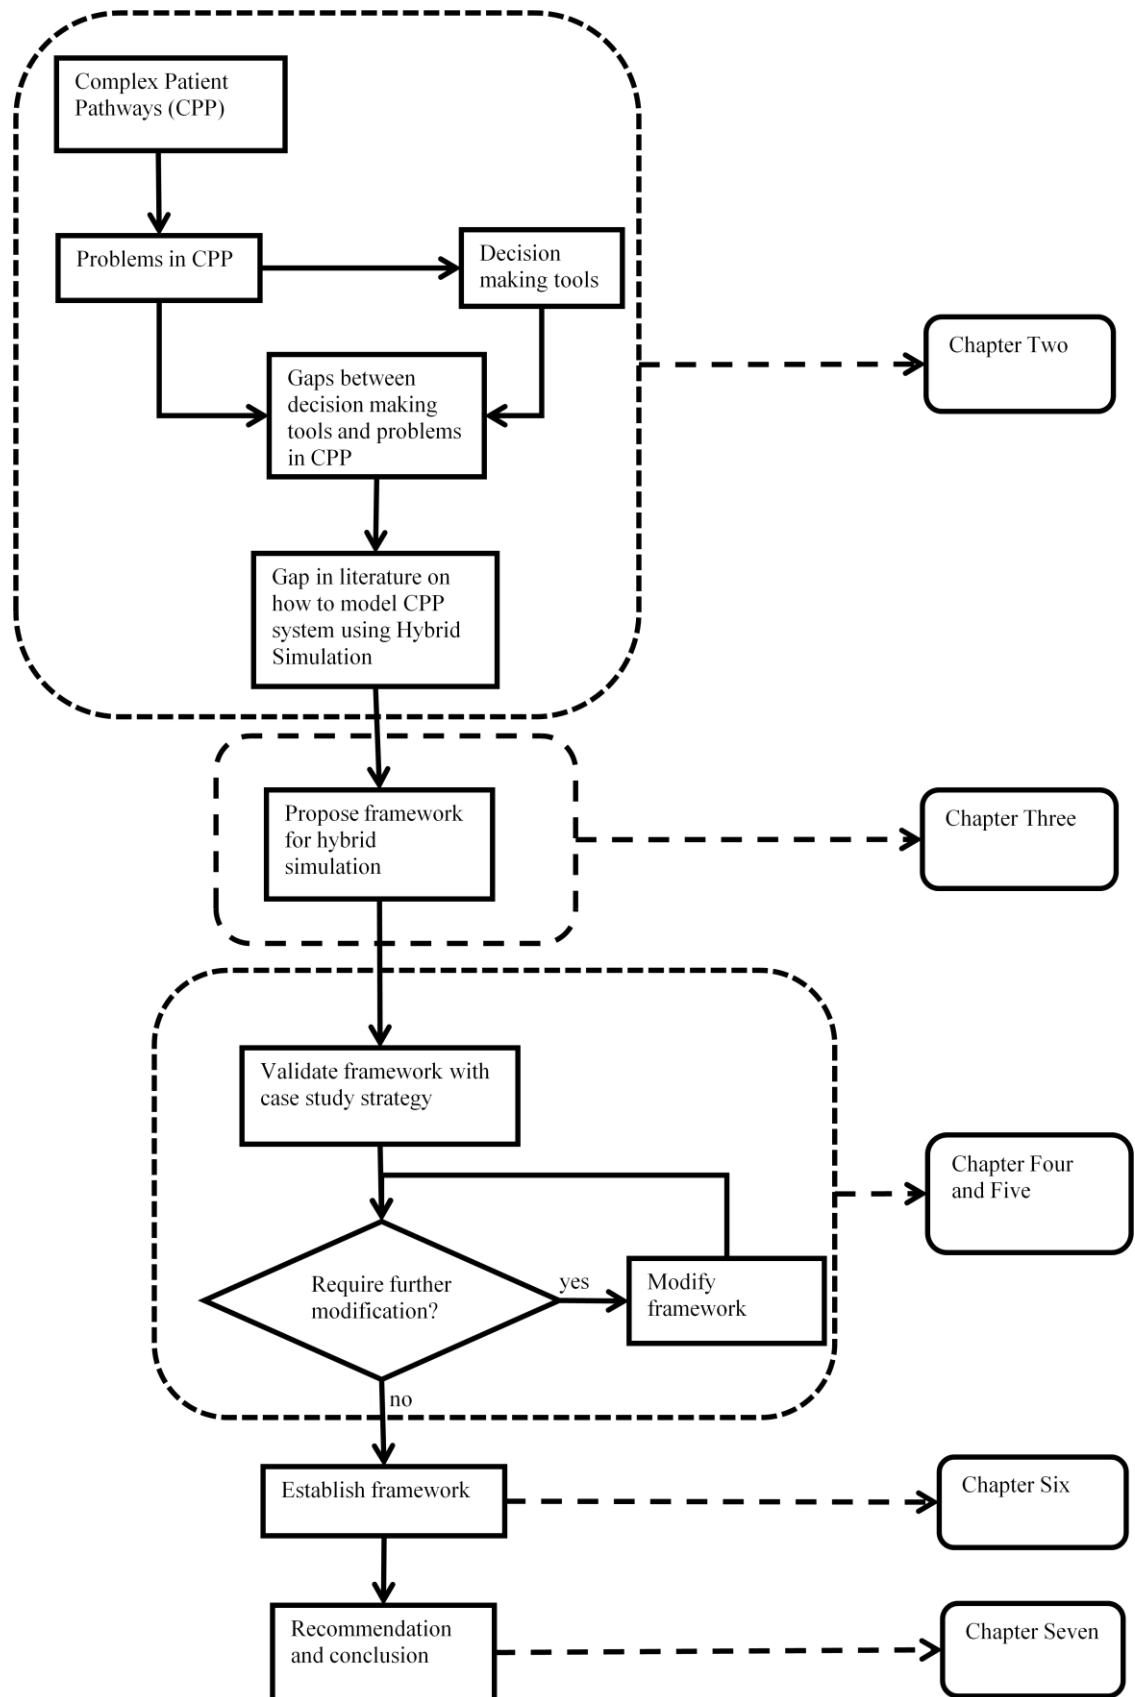 Complex Patient
Pathways (CPP)
Problems in CPP
Decision
making tools
Gaps between
decision making
tools and problems
in CPP
Chapter Two
Gap in literature on
how to model CPP
system using Hybrid
Simulation
Propose framework
for hybrid
simulation
Chapter Three
Validate framework with
case study strategy
Chapter Four
and Five
Require further
modification?
yes
Modify
framework
no
Establish framework
Chapter Six
Recommendation
and conclusion
Chapter Seven